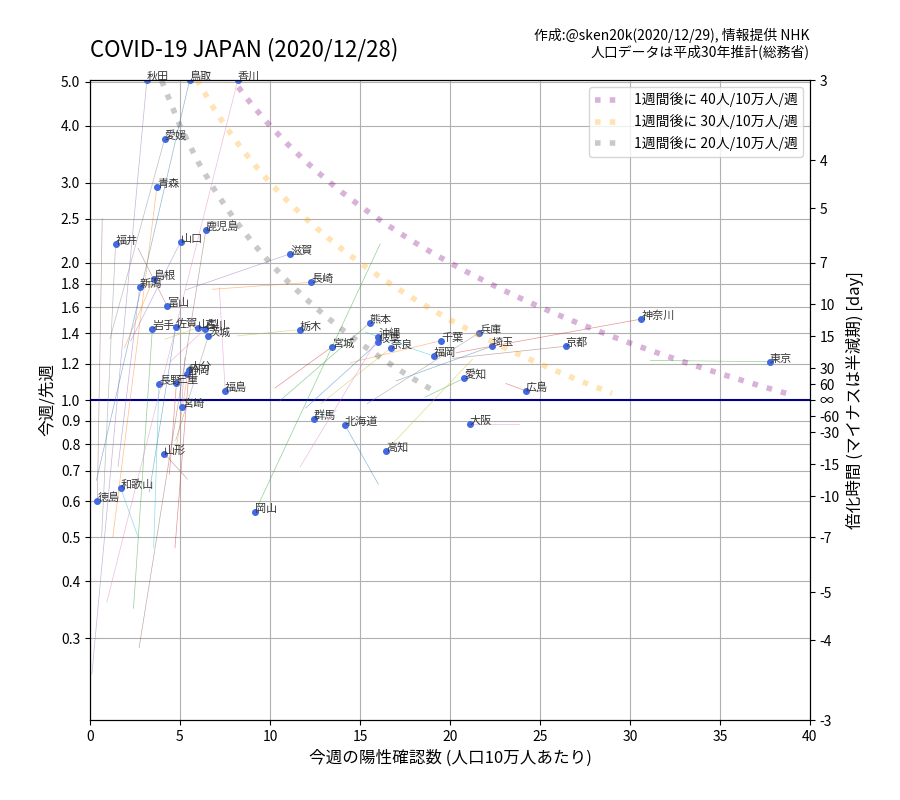 作成:@sken20k(2020/12/29), 情報提供 NHK
COVID-19 JAPAN (2020/12/28)
人口データは平成30年推計(総務省)
1週間後に 40人/10万人/週
1週間後に 30人/10万人/週
1週間後に 20人/10万人/週
秋田
鳥取
香川
愛媛
青森
鹿児島
福井
山口
滋賀
島根
新潟
長崎
富山
岩手
佐賀
茨城
栃木
熊本
沖縄
奈良
宮城
千葉
兵庫
埼玉
福岡
京都
神奈川
東京
大分
静岡
長野
三重
福島
愛知
広島
宮崎
群馬
北海道
大阪
山形
高知
和歌山
徳島
岡山
5.0
4.0
3.0
2.5
2.0
1.8
1.6
1.4
1.2
1.0
0.9
0.8
0.7
0.6
0.5
0.4
0.3
今週/先週
3
4
5
7
10
15
30
60
∞
-60
-30
-15
-10
-7
-5
-4
-3
倍化時間 (マイナスは半減期) [day]
0 5 10 15 20 25 30 35 40
今週の陽性確認数 (人口10万人あたり)